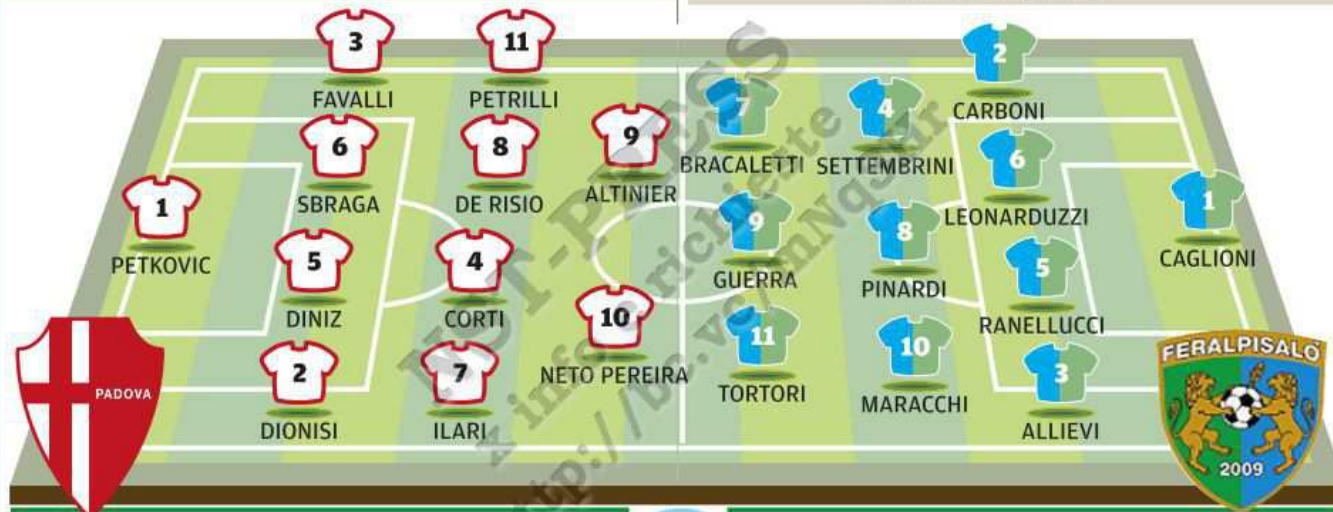 3
FAVALLI
11
PETRILLI
6
SBRAGA
8
DE RISIO
9
ALTINIER
1
PETKOVIC
5
DINIZ
4
CORTI
10
NETO PEREIRA
2
DIONISI
7
ILARI
PADOVA
7
BRACALETTI
4
SETTEMBRINI
2
CARBONI
6
LEONARDUZZI
9
GUERRA
8
PINARDI
1
CAGLIONI
5
RANELLUCCI
11
TORTORI
10
MARACCHI
3
ALLIEVI
FERALPISALÒ
2009
x info e richieste